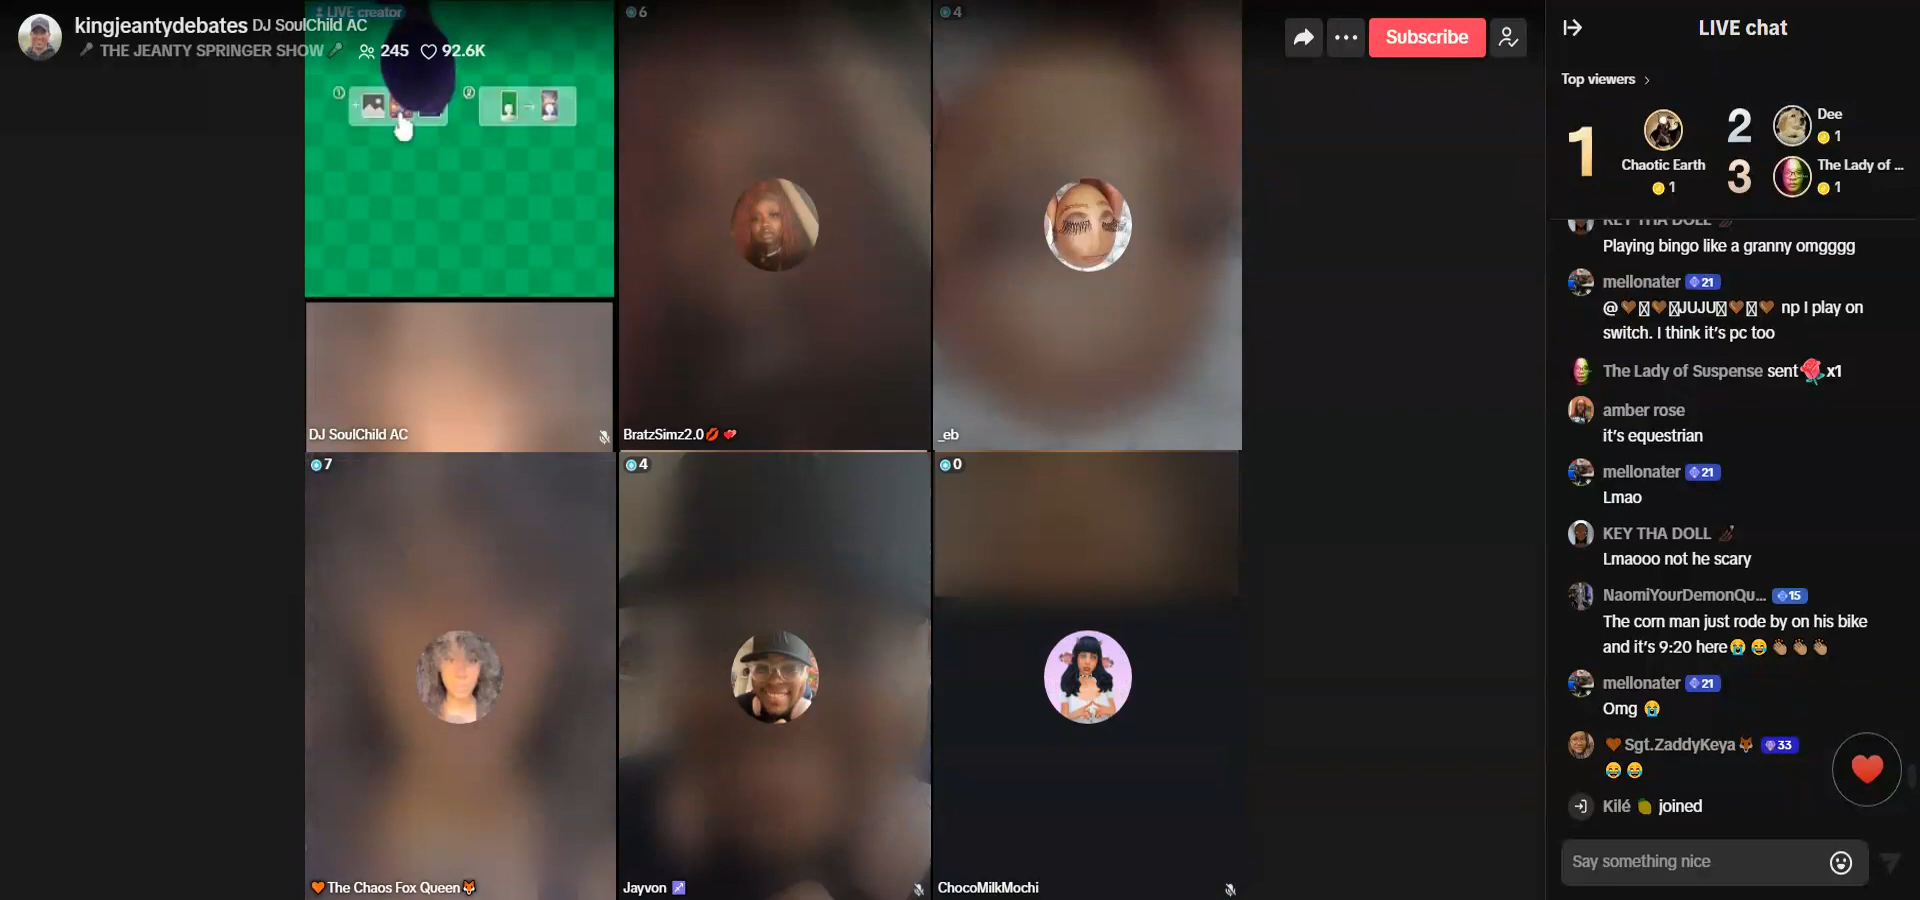 kingjeantydebates DJ SoulChild AC
THE JEANTY SPRINGER SHOW
245
92.6K
LIVE creator
6
4
Subscribe
DJ SoulChild AC
BratzSimz2.0
_eb
7
4
0
The Chaos Fox Queen
Jayvon
ChocoMilkMochi
LIVE chat
Top viewers
1
Chaotic Earth
1
2
Dee
1
3
The Lady of ...
1
KEY THA DOLL
Playing bingo like a granny omgggg
mellonater 21
@🤎🤎JUJU🤎🤎 np I play on
switch. I think it's pc too
The Lady of Suspense sent x1
amber rose
it's equestrian
mellonater 21
Lmao
KEY THA DOLL
Lmaooo not he scary
NaomiYourDemonQu... 15
The corn man just rode by on his bike
and it's 9:20 here😭😂👏🏽👏🏽👏🏽
mellonater 21
Omg 😭
🧡Sgt.ZaddyKeya🦊 33
😂😂
Kilé 🍋 joined
Say something nice